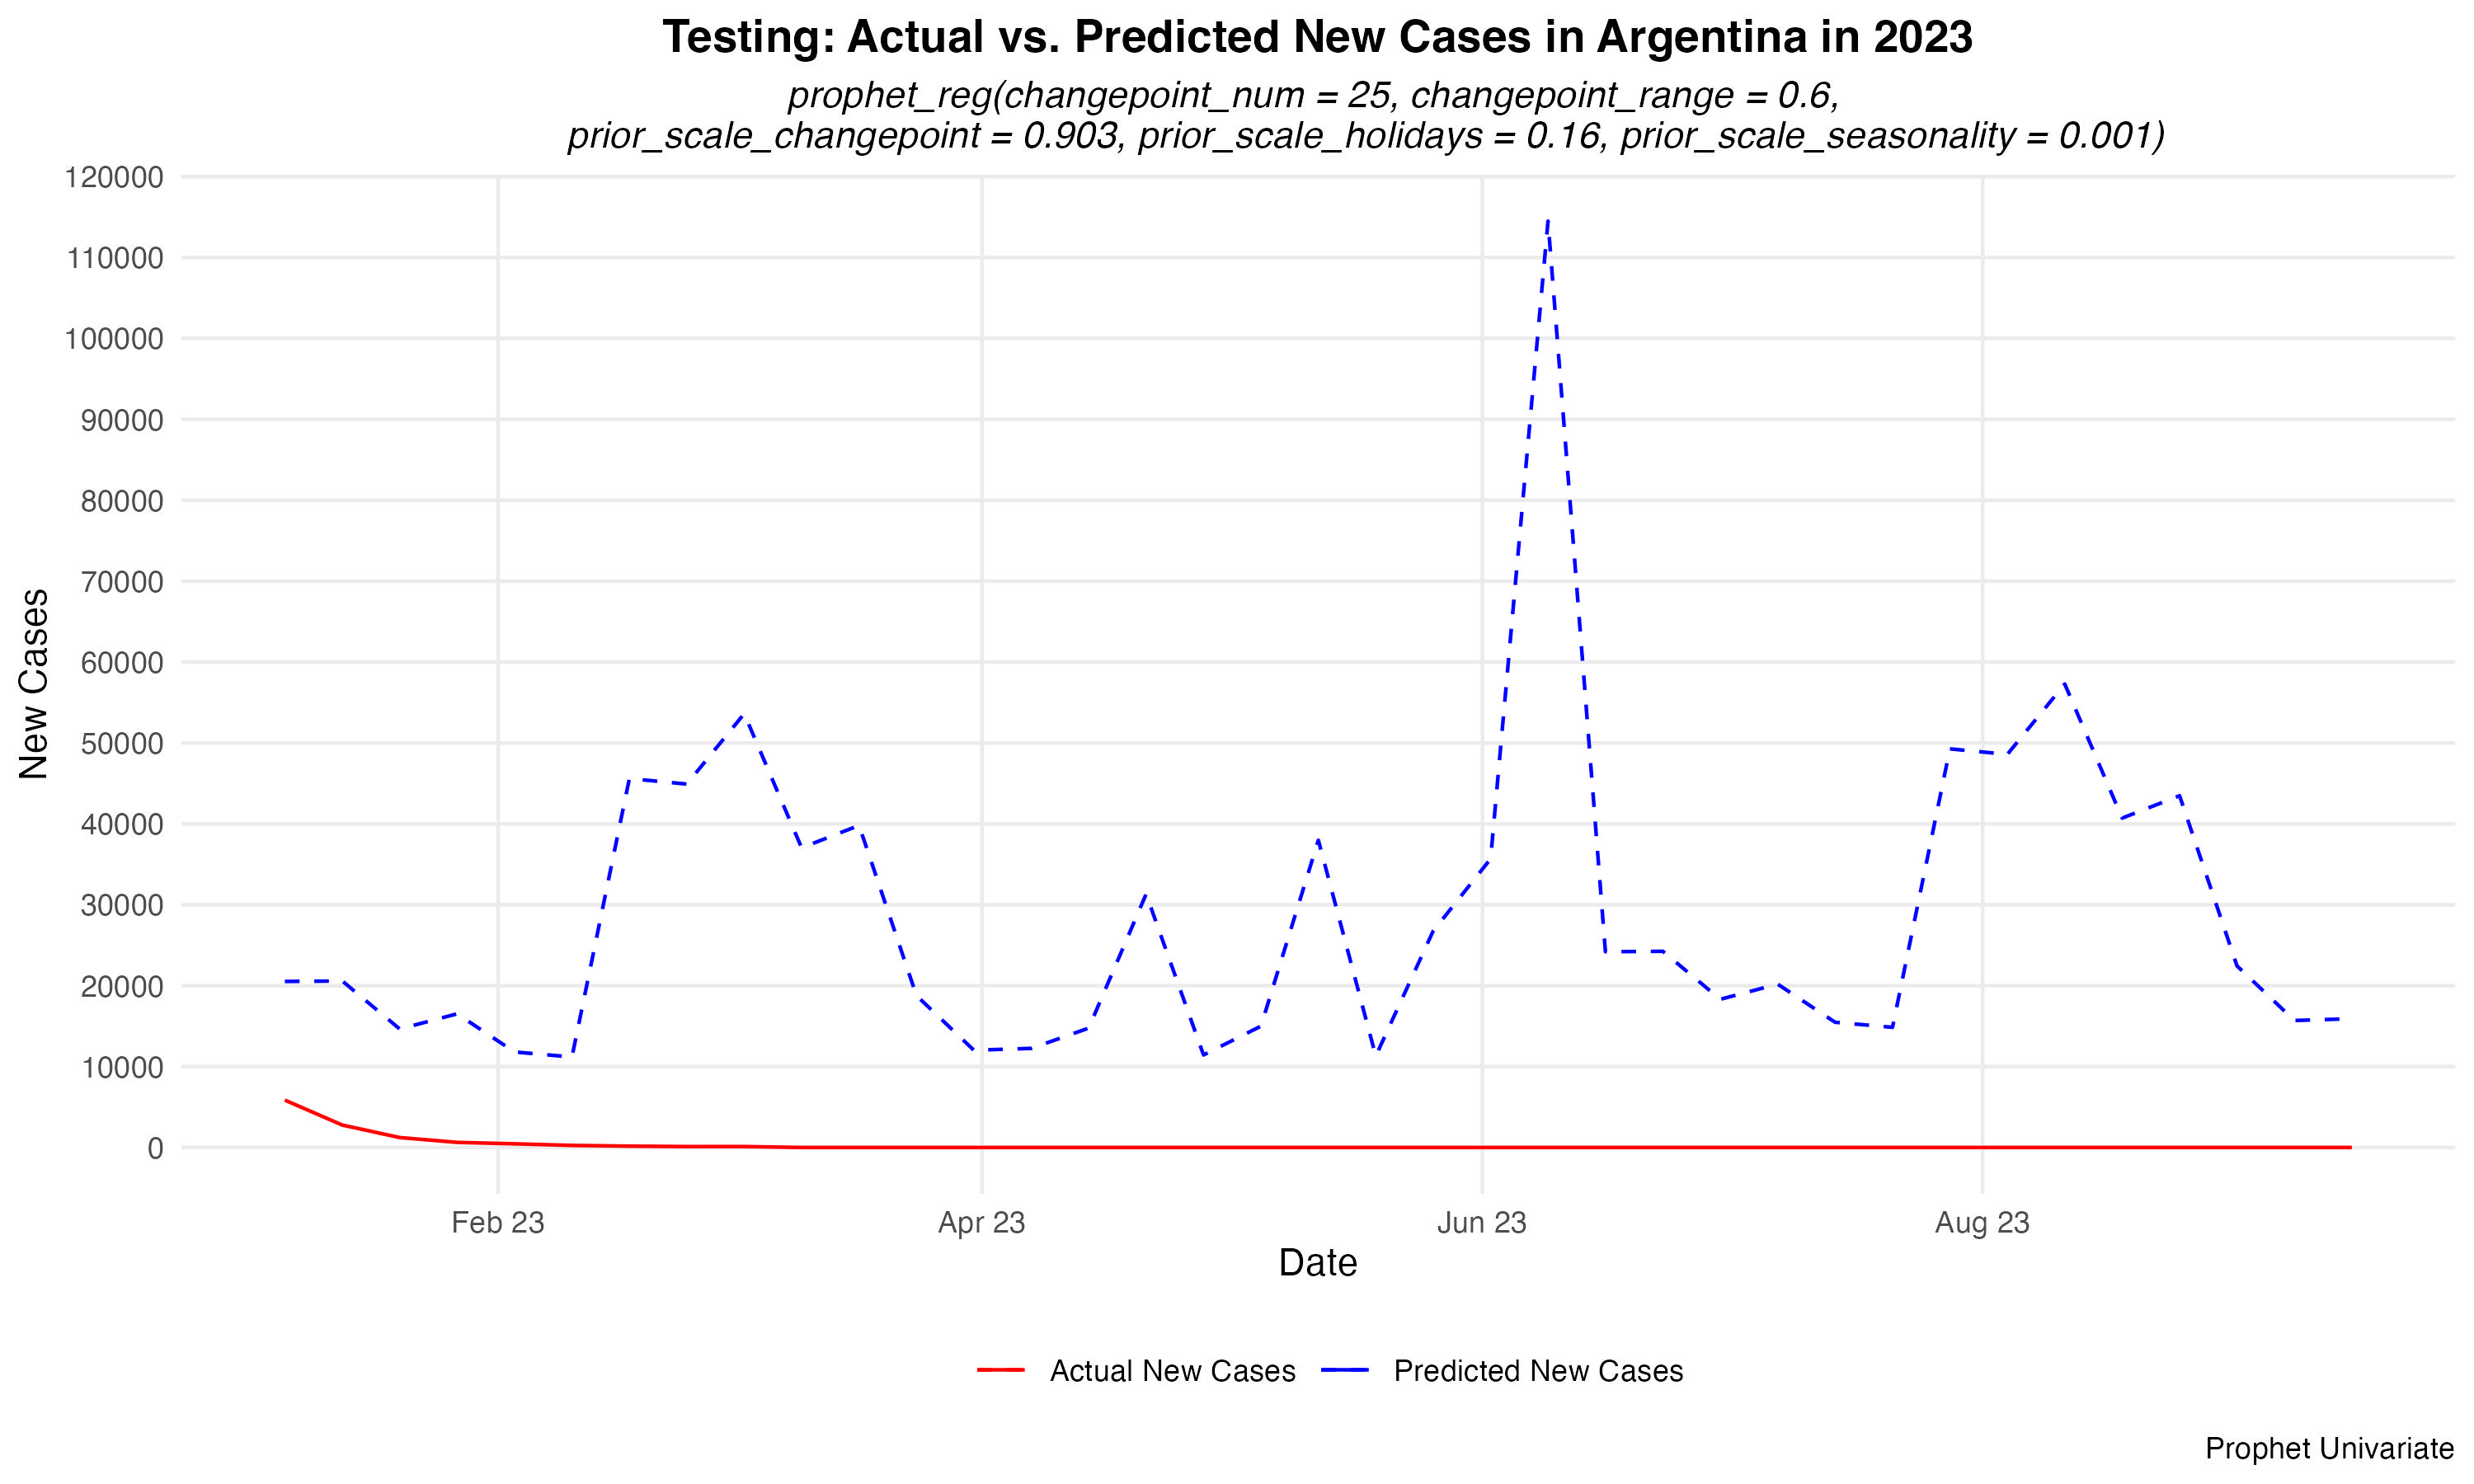 Testing: Actual vs. Predicted New Cases in Argentina in 2023
prophet_reg(changepoint_num = 25, changepoint_range = 0.6,
prior_scale_changepoint = 0.903, prior_scale_holidays = 0.16, prior_scale_seasonality = 0.001)
120000
110000
100000
90000
80000
70000
60000
50000
40000
30000
20000
10000
0
New Cases
Feb 23
Apr 23
Jun 23
Aug 23
Date
Actual New Cases
Predicted New Cases
Prophet Univariate